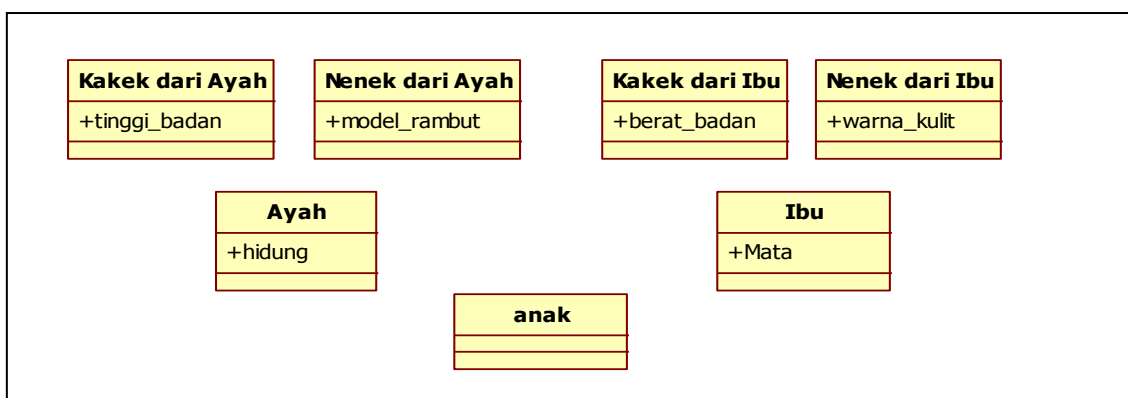 Kakek dari Ayah
+tinggi_badan
Nenek dari Ayah
+model_rambut
Kakek dari Ibu
+berat_badan
Nenek dari Ibu
+warna_kulit
Ayah
+hidung
Ibu
+Mata
anak